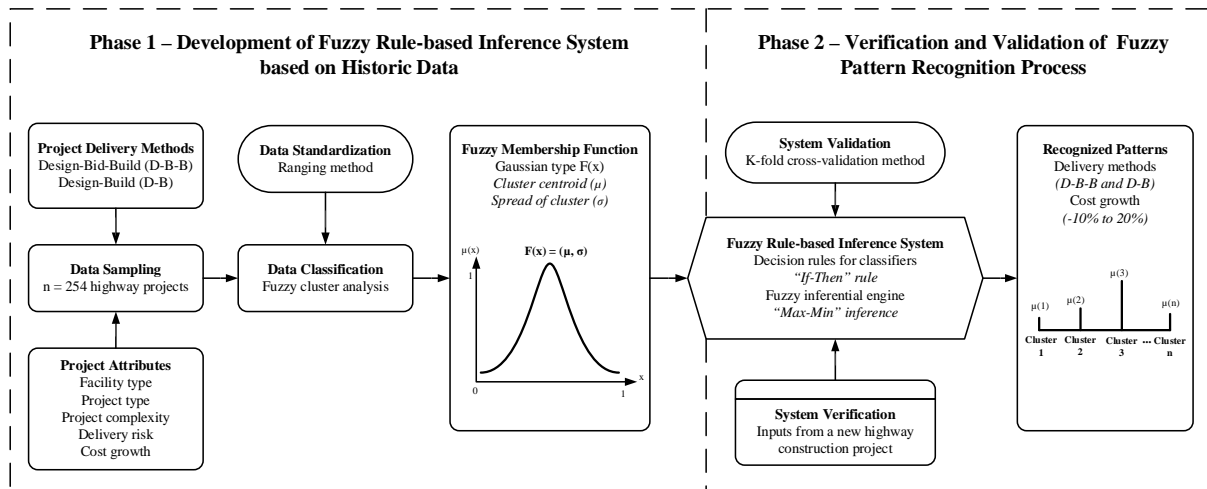 Phase 1 – Development of Fuzzy Rule-based Inference System
based on Historic Data
Project Delivery Methods
Design-Bid-Build (D-B-B)
Design-Build (D-B)
Data Standardization
Ranging method
Data Sampling
n = 254 highway projects
Data Classification
Fuzzy cluster analysis
Project Attributes
Facility type
Project type
Project complexity
Delivery risk
Cost growth
Fuzzy Membership Function
Gaussian type F(x)
Cluster centroid (μ)
Spread of cluster (σ)
μ(x)
F(x) = (μ, σ)
1
0
1
x
Phase 2 – Verification and Validation of Fuzzy
Pattern Recognition Process
System Validation
K-fold cross-validation method
Fuzzy Rule-based Inference System
Decision rules for classifiers
“If-Then” rule
Fuzzy inferential engine
“Max-Min” inference
System Verification
Inputs from a new highway
construction project
Recognized Patterns
Delivery methods
(D-B-B and D-B)
Cost growth
(-10% to 20%)
μ(1) μ(2) μ(3) μ(n)
Cluster Cluster Cluster ... Cluster
1 2 3 n